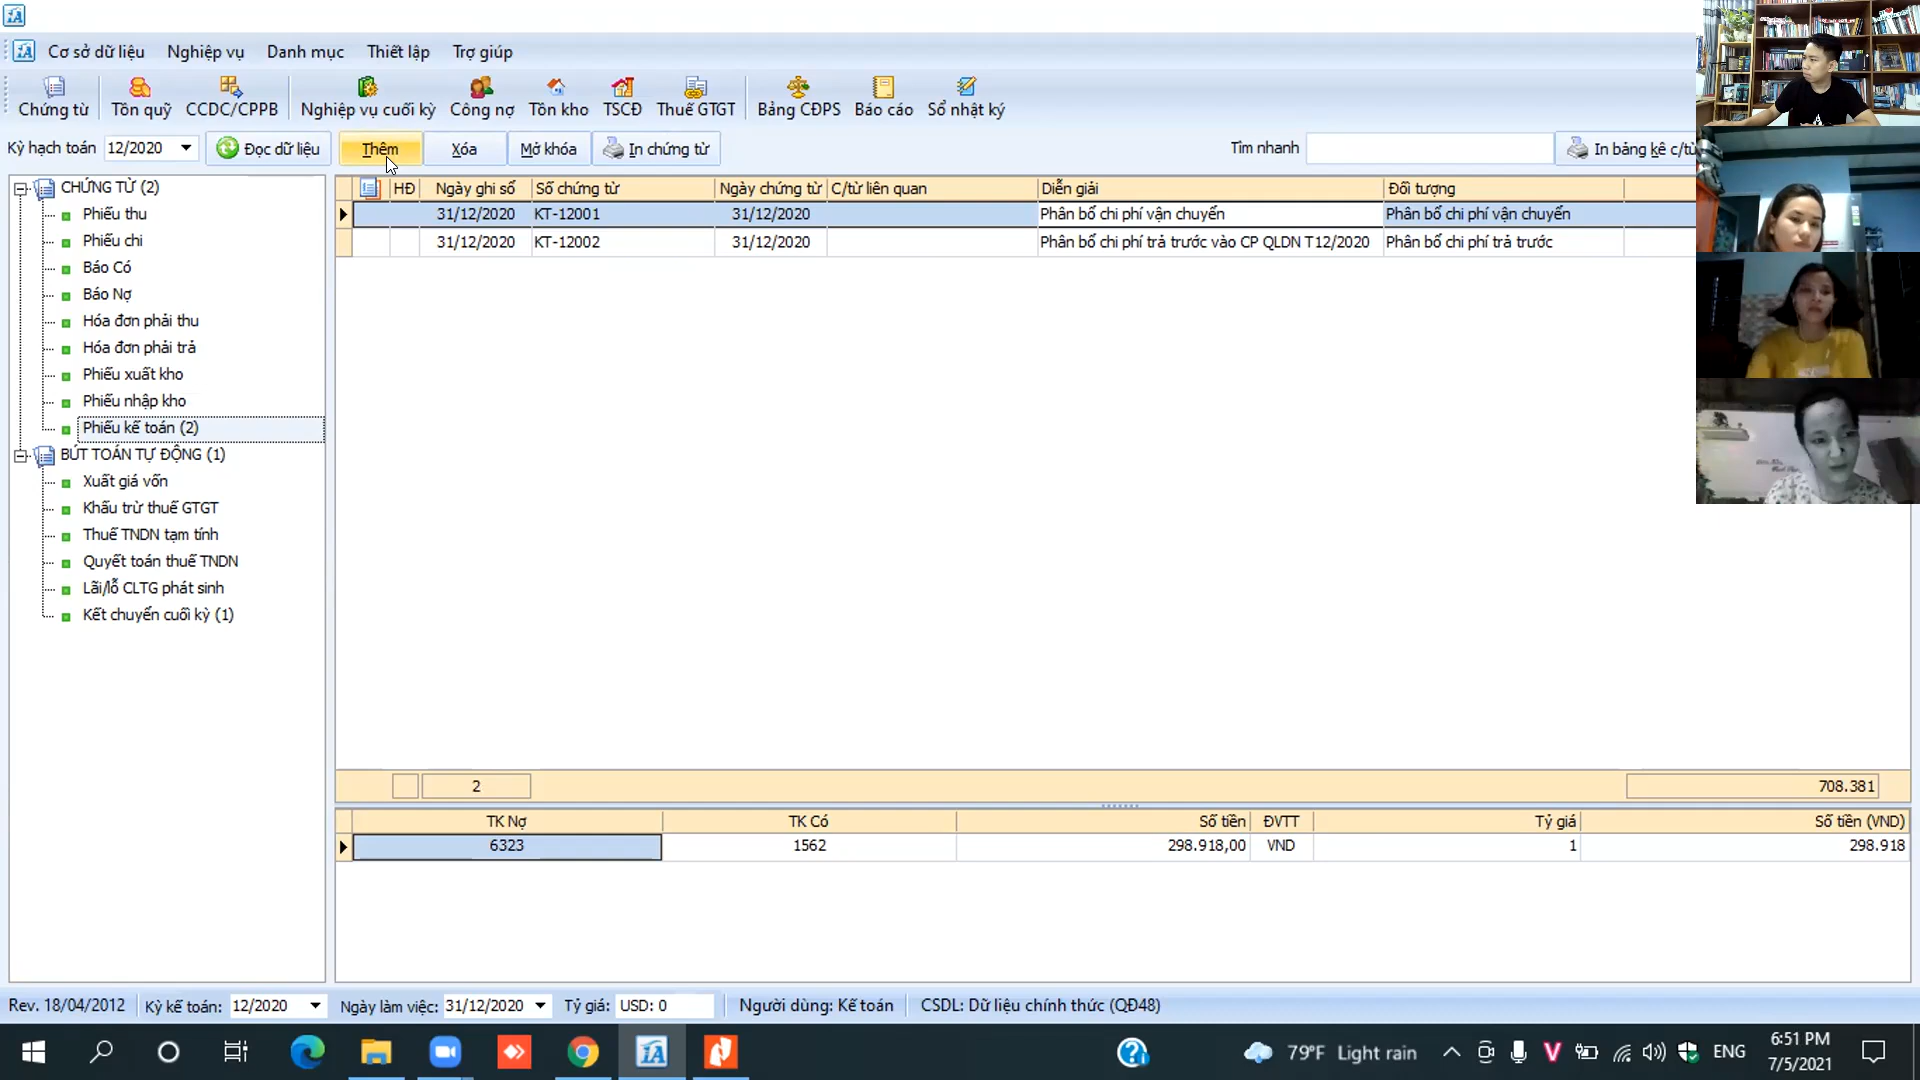 Cơ sở dữ liệu Nghiệp vụ Danh mục Thiết lập Trợ giúp
Chứng từ Tồn quỹ CCDC/CPPB Nghiệp vụ cuối kỳ Công nợ Tồn kho TSCĐ Thuế GTGT Bảng CĐPS Báo cáo Sổ nhật ký
Kỳ hạch toán 12/2020 Đọc dữ liệu Thêm Xóa Mở khóa In chứng từ Tìm nhanh In bảng kê c/từ
CHỨNG TỪ (2)
Phiếu thu
Phiếu chi
Báo Có
Báo Nợ
Hóa đơn phải thu
Hóa đơn phải trả
Phiếu xuất kho
Phiếu nhập kho
Phiếu kế toán (2)
BÚT TOÁN TỰ ĐỘNG (1)
Xuất giá vốn
Khấu trừ thuế GTGT
Thuế TNDN tạm tính
Quyết toán thuế TNDN
Lãi/lỗ CLTG phát sinh
Kết chuyển cuối kỳ (1)
HĐ Ngày ghi sổ Số chứng từ Ngày chứng từ C/từ liên quan Diễn giải Đối tượng
31/12/2020 KT-12001 31/12/2020 Phân bổ chi phí vận chuyển Phân bổ chi phí vận chuyển
31/12/2020 KT-12002 31/12/2020 Phân bổ chi phí trả trước vào CP QLDN T12/2020 Phân bổ chi phí trả trước
2 708.381
TK Nợ TK Có Số tiền ĐVTT Tỷ giá Số tiền (VND)
6323 1562 298.918,00 VND 1 298.918
Rev. 18/04/2012 Kỳ kế toán: 12/2020 Ngày làm việc: 31/12/2020 Tỷ giá: USD: 0 Người dùng: Kế toán CSDL: Dữ liệu chính thức (QĐ48)
79°F Light rain ENG 6:51 PM
7/5/2021